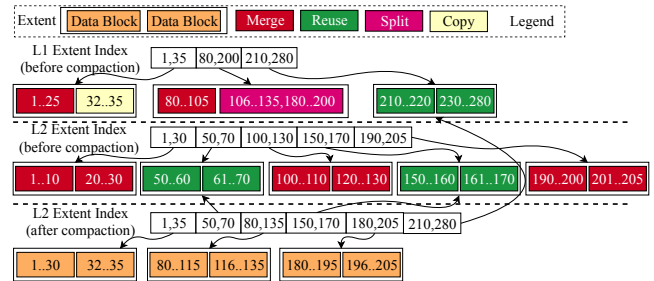 Extent Data Block Data Block Merge Reuse Split Copy Legend
L1 Extent Index
(before compaction)
1,35 80,200 210,280
1..25 32..35 80..105 106..135,180..200 210..220 230..280
L2 Extent Index
(before compaction)
1,30 50,70 100,130 150,170 190,205
1..10 20..30 50..60 61..70 100..110 120..130 150..160 161..170 190..200 201..205
L2 Extent Index
(after compaction)
1,35 50,70 80,135 150,170 180,205 210,280
1..30 32..35 80..115 116..135 180..195 196..205